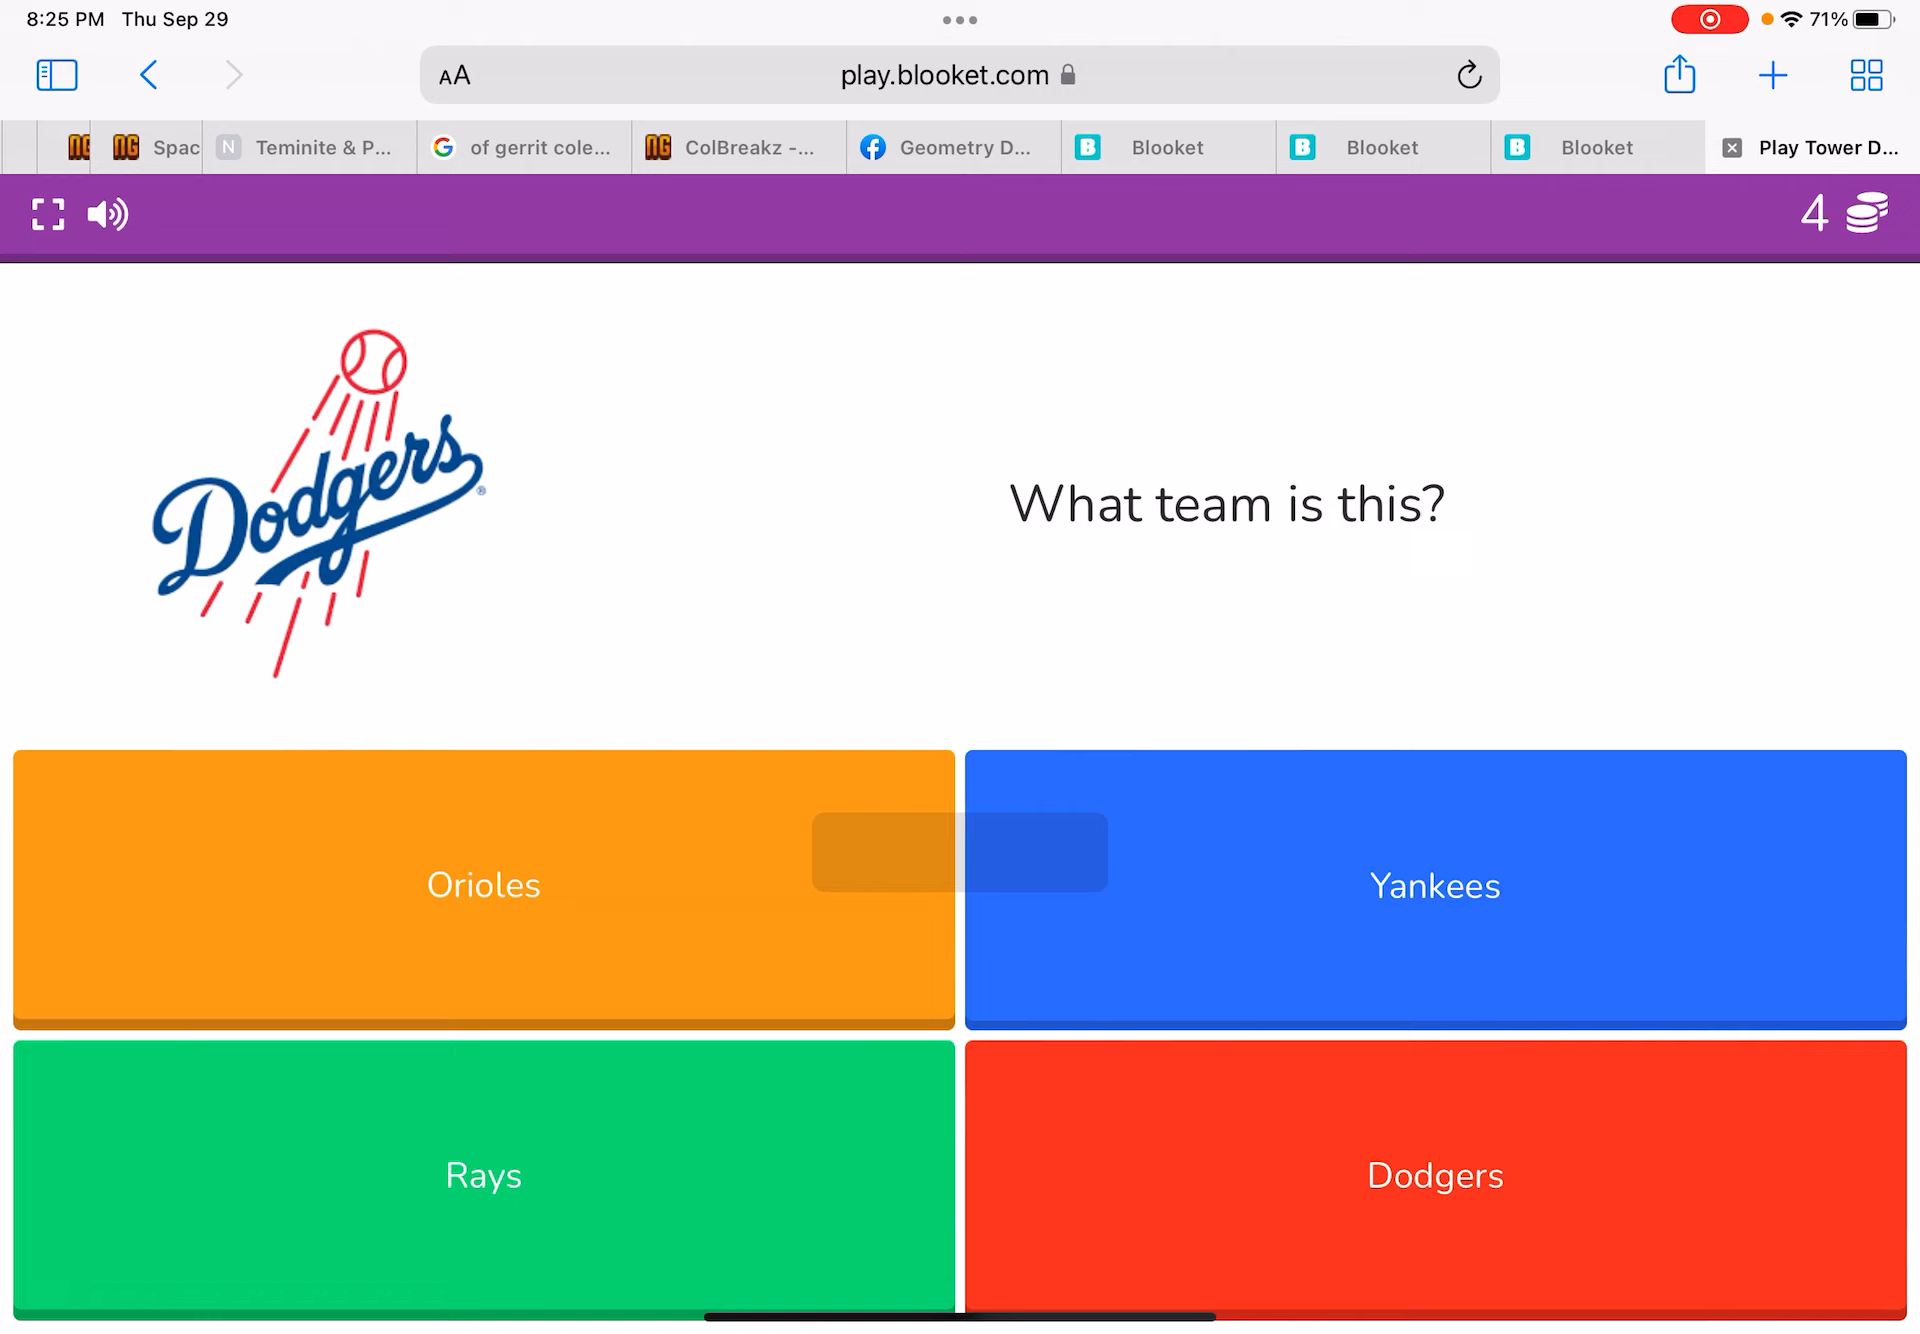 8:25 PM Thu Sep 29
71%
AA
play.blooket.com
Spac
N
Teminite & P...
G
of gerrit cole...
NG
ColBreakz -...
Geometry D...
B
Blooket
B
Blooket
B
Blooket
Play Tower D...
4
Dodgers
What team is this?
Orioles
Yankees
Rays
Dodgers